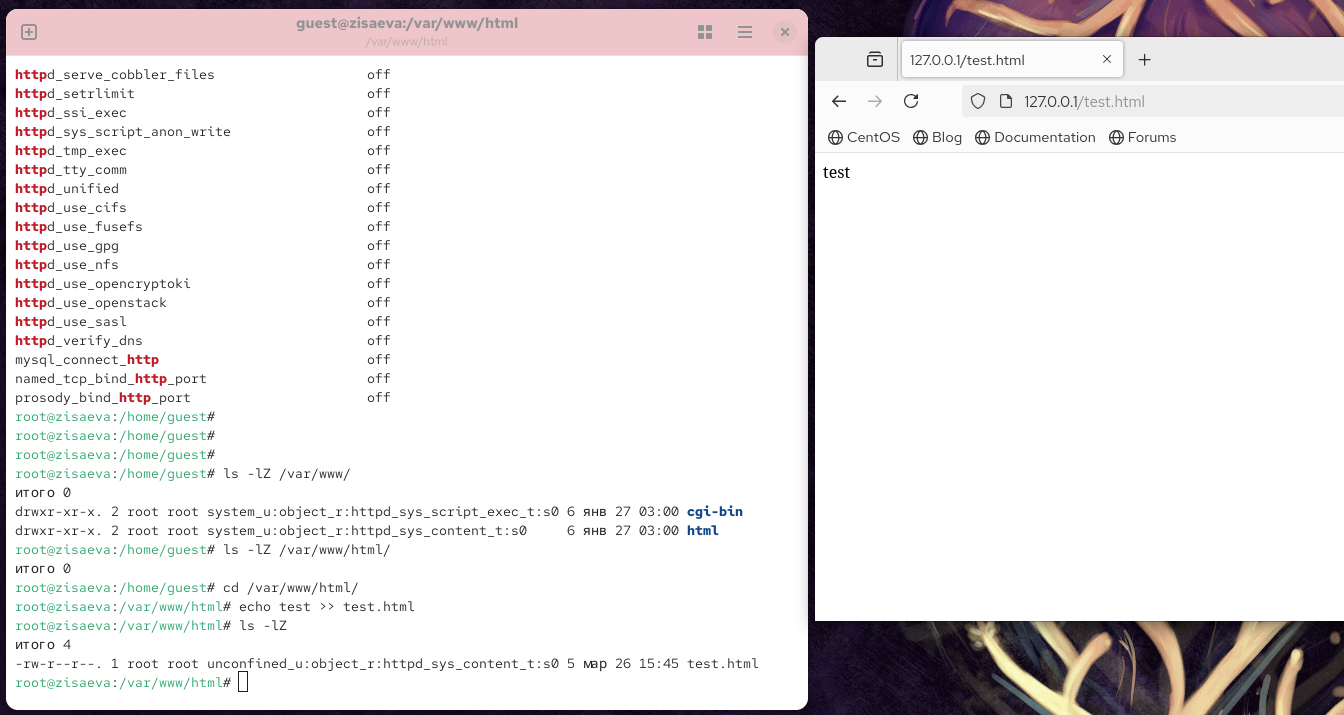 guest@zisaeva:/var/www/html
/var/www/html
httpd_serve_cobbler_files off
httpd_setrlimit off
httpd_ssi_exec off
httpd_sys_script_anon_write off
httpd_tmp_exec off
httpd_tty_comm off
httpd_unified off
httpd_use_cifs off
httpd_use_fusefs off
httpd_use_gpg off
httpd_use_nfs off
httpd_use_opencryptoki off
httpd_use_openstack off
httpd_use_sasl off
httpd_verify_dns off
mysql_connect_http off
named_tcp_bind_http_port off
prosody_bind_http_port off
root@zisaeva:/home/guest#
root@zisaeva:/home/guest#
root@zisaeva:/home/guest#
root@zisaeva:/home/guest# ls -lZ /var/www/
итого 0
drwxr-xr-x. 2 root root system_u:object_r:httpd_sys_script_exec_t:s0 6 янв 27 03:00 cgi-bin
drwxr-xr-x. 2 root root system_u:object_r:httpd_sys_content_t:s0 6 янв 27 03:00 html
root@zisaeva:/home/guest# ls -lZ /var/www/html/
итого 0
root@zisaeva:/home/guest# cd /var/www/html/
root@zisaeva:/var/www/html# echo test >> test.html
root@zisaeva:/var/www/html# ls -lZ
итого 4
-rw-r--r--. 1 root root unconfined_u:object_r:httpd_sys_content_t:s0 5 мар 26 15:45 test.html
root@zisaeva:/var/www/html#
127.0.0.1/test.html
127.0.0.1/test.html
CentOS Blog Documentation Forums
test